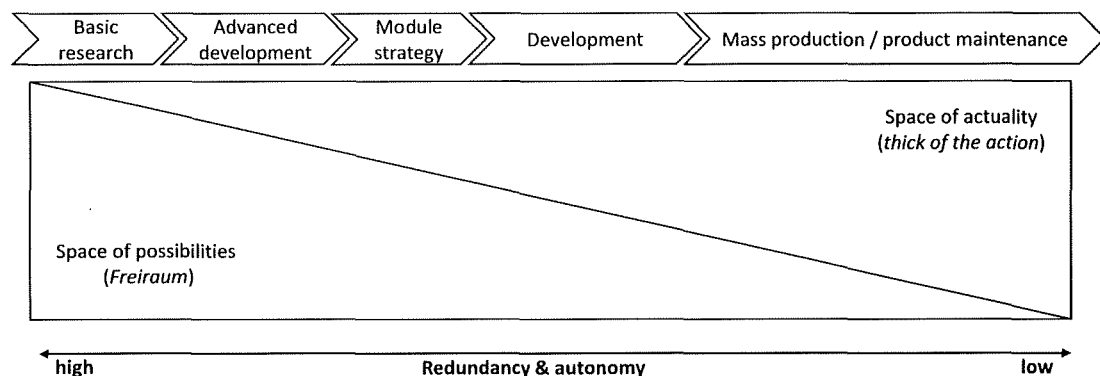 Basic research
Advanced development
Module strategy
Development
Mass production / product maintenance
Space of actuality
(thick of the action)
Space of possibilities
(Freiraum)
high
Redundancy & autonomy
low